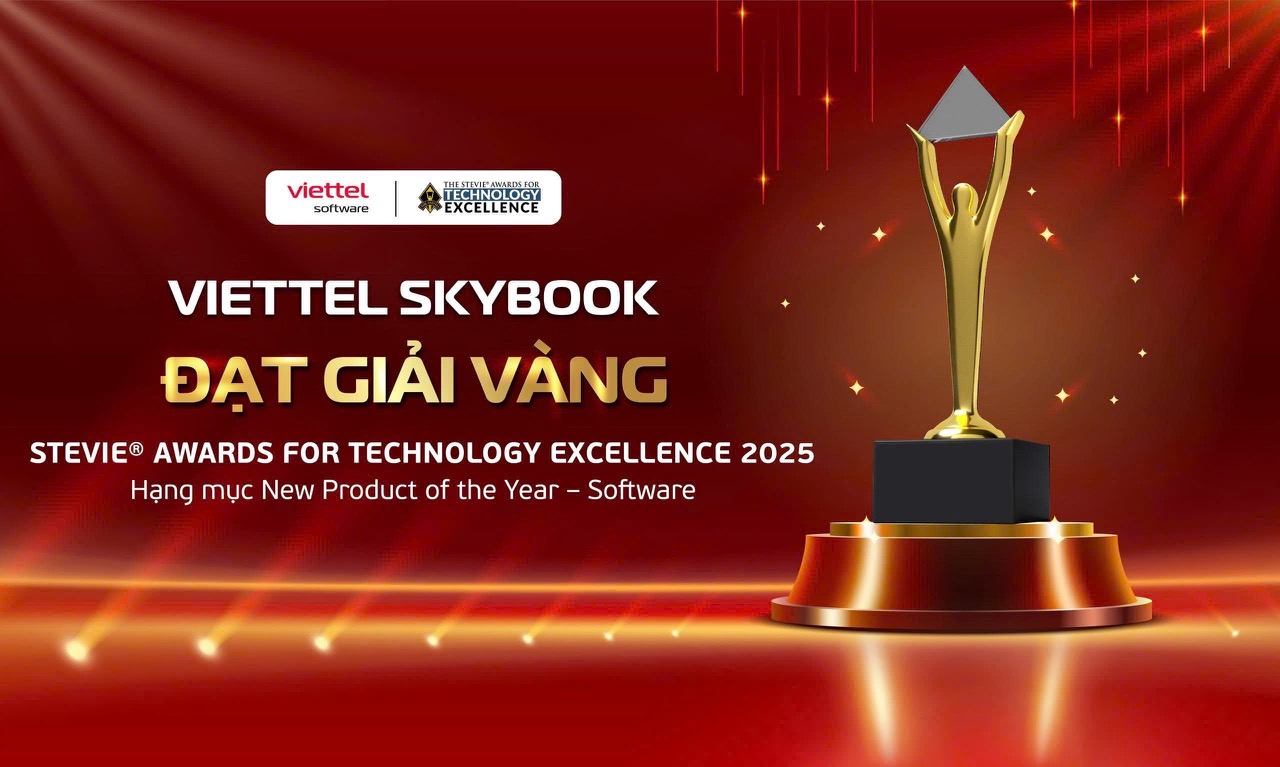 viettel
software
THE STEVIE® AWARDS FOR
TECHNOLOGY
EXCELLENCE
VIETTEL SKYBOOK
ĐẠT GIẢI VÀNG
STEVIE® AWARDS FOR TECHNOLOGY EXCELLENCE 2025
Hạng mục New Product of the Year – Software